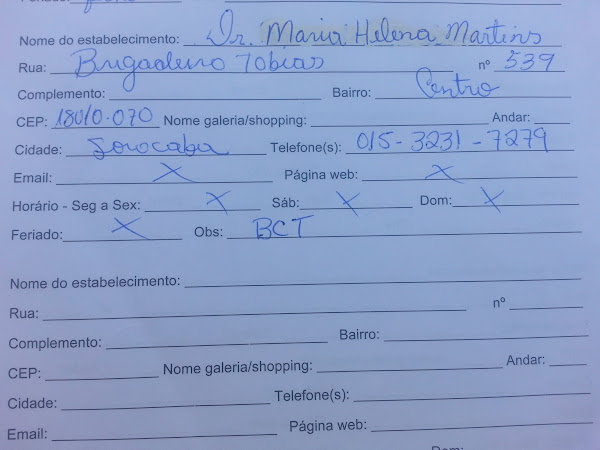 Nome do estabelecimento: Dr. Maria Helena Martins
Rua: Brigadeiro Tobias nº 539
Complemento: Bairro: Centro
CEP: 18010-070 Nome galeria/shopping: Andar:
Cidade: Sorocaba Telefone(s): 015-3231-7279
Email: X Página web: X
Horário - Seg a Sex: X Sáb: X Dom: X
Feriado: X Obs: BCT
Nome do estabelecimento:
Rua: nº
Complemento: Bairro:
CEP: Nome galeria/shopping: Andar:
Cidade: Telefone(s):
Email: Página web: